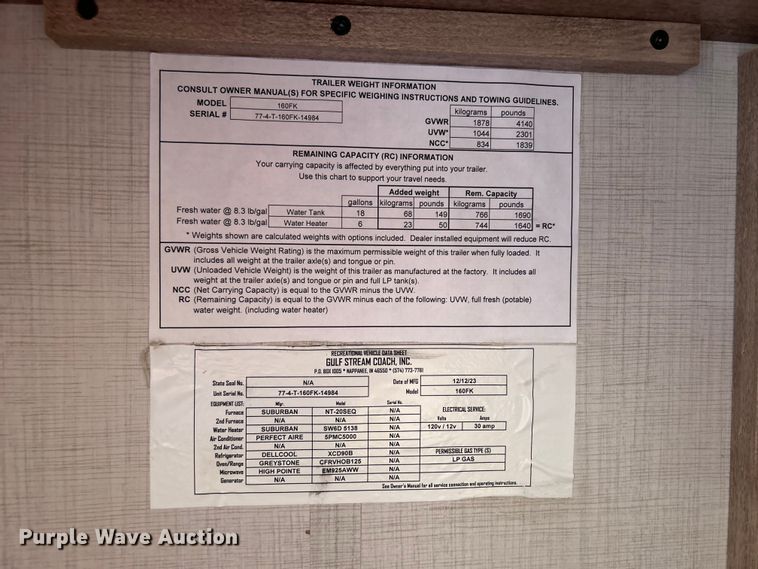 TRAILER WEIGHT INFORMATION
CONSULT OWNER MANUAL(S) FOR SPECIFIC WEIGHING INSTRUCTIONS AND TOWING GUIDELINES.
MODEL 160FK
SERIAL # 77-4-T-160FK-14984
kilograms pounds
GVWR 1878 4140
UVW* 1044 2301
NCC* 834 1839
REMAINING CAPACITY (RC) INFORMATION
Your carrying capacity is affected by everything put into your trailer.
Use this chart to support your travel needs.
Added weight Rem. Capacity
gallons kilograms pounds kilograms pounds
Fresh water @ 8.3 lb/gal Water Tank 18 68 149 766 1690
Fresh water @ 8.3 lb/gal Water Heater 6 23 50 744 1640 = RC*
* Weights shown are calculated weights with options included. Dealer installed equipment will reduce RC.
GVWR (Gross Vehicle Weight Rating) is the maximum permissible weight of this trailer when fully loaded. It
includes all weight at the trailer axle(s) and tongue or pin.
UVW (Unloaded Vehicle Weight) is the weight of this trailer as manufactured at the factory. It includes all
weight at the trailer axle(s) and tongue or pin and full LP tank(s).
NCC (Net Carrying Capacity) is equal to the GVWR minus the UVW.
RC (Remaining Capacity) is equal to the GVWR minus each of the following: UVW, full fresh (potable)
water weight. (including water heater)
RECREATIONAL VEHICLE DATA SHEET
GULF STREAM COACH, INC.
P.O. BOX 1005 * NAPPANEE, IN 46550 * (574) 773-7761
State Seal No. N/A Date of MFG 12/12/23
Unit Serial No. 77-4-T-160FK-14984 Model 160FK
EQUIPMENT LIST: Mfgr. Model Serial No.
Furnace SUBURBAN NT-20SEQ N/A
2nd Furnace N/A N/A N/A
Water Heater SUBURBAN SW6D 5138 N/A
Air Conditioner PERFECT AIRE 5PMC5000 N/A
2nd Air Cond. N/A N/A N/A
Refrigerator DELLCOOL XCD90B N/A
Oven/Range GREYSTONE CFRVHOB125 N/A
Microwave HIGH POINTE EM925AWW N/A
Generator N/A N/A N/A
ELECTRICAL SERVICE:
Volts Amps
120v / 12v 30 amp
PERMISSIBLE GAS TYPE (S)
LP GAS
See Owner's Manual for all service connection and operating instructions.
Purple Wave Auction